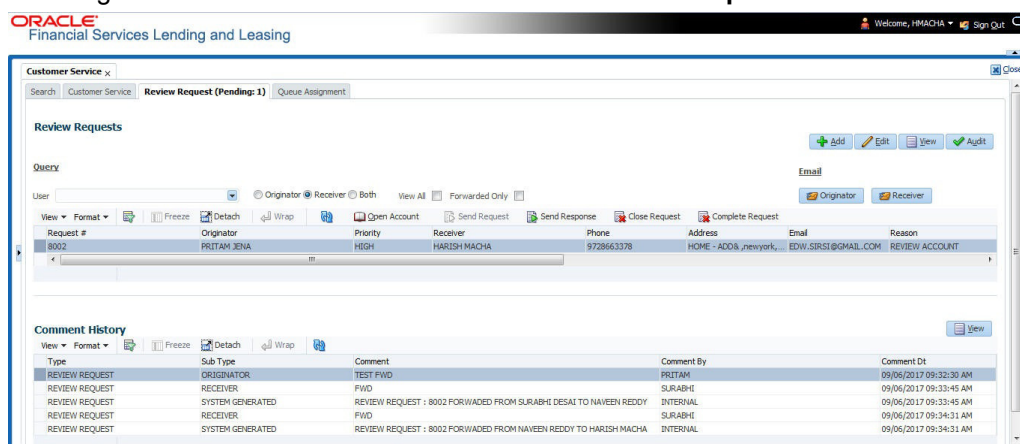 ORACLE
Financial Services Lending and Leasing
Welcome, HMACHA Sign Out
Customer Service x
Close
Search Customer Service Review Request (Pending: 1) Queue Assignment
Review Requests
Add Edit View Audit
Query
Email
User Originator Receiver Both View All Forwarded Only
Originator Receiver
View Format Freeze Detach Wrap Open Account Send Request Send Response Close Request Complete Request
Request # Originator Priority Receiver Phone Address Email Reason
8002 PRITAM JENA HIGH HARISH MACHA 9728663378 HOME - ADD& ,newyork,... EDW.SIRSI@GMAIL.COM REVIEW ACCOUNT
Comment History
View
View Format Freeze Detach Wrap
Type Sub Type Comment Comment By Comment Dt
REVIEW REQUEST ORIGINATOR TEST FWD PRITAM 09/06/2017 09:32:30 AM
REVIEW REQUEST RECEIVER FWD SURABHI 09/06/2017 09:33:45 AM
REVIEW REQUEST SYSTEM GENERATED REVIEW REQUEST : 8002 FORWADED FROM SURABHI DESAI TO NAVEEN REDDY INTERNAL 09/06/2017 09:33:45 AM
REVIEW REQUEST RECEIVER FWD SURABHI 09/06/2017 09:34:31 AM
REVIEW REQUEST SYSTEM GENERATED REVIEW REQUEST : 8002 FORWADED FROM NAVEEN REDDY TO HARISH MACHA INTERNAL 09/06/2017 09:34:31 AM